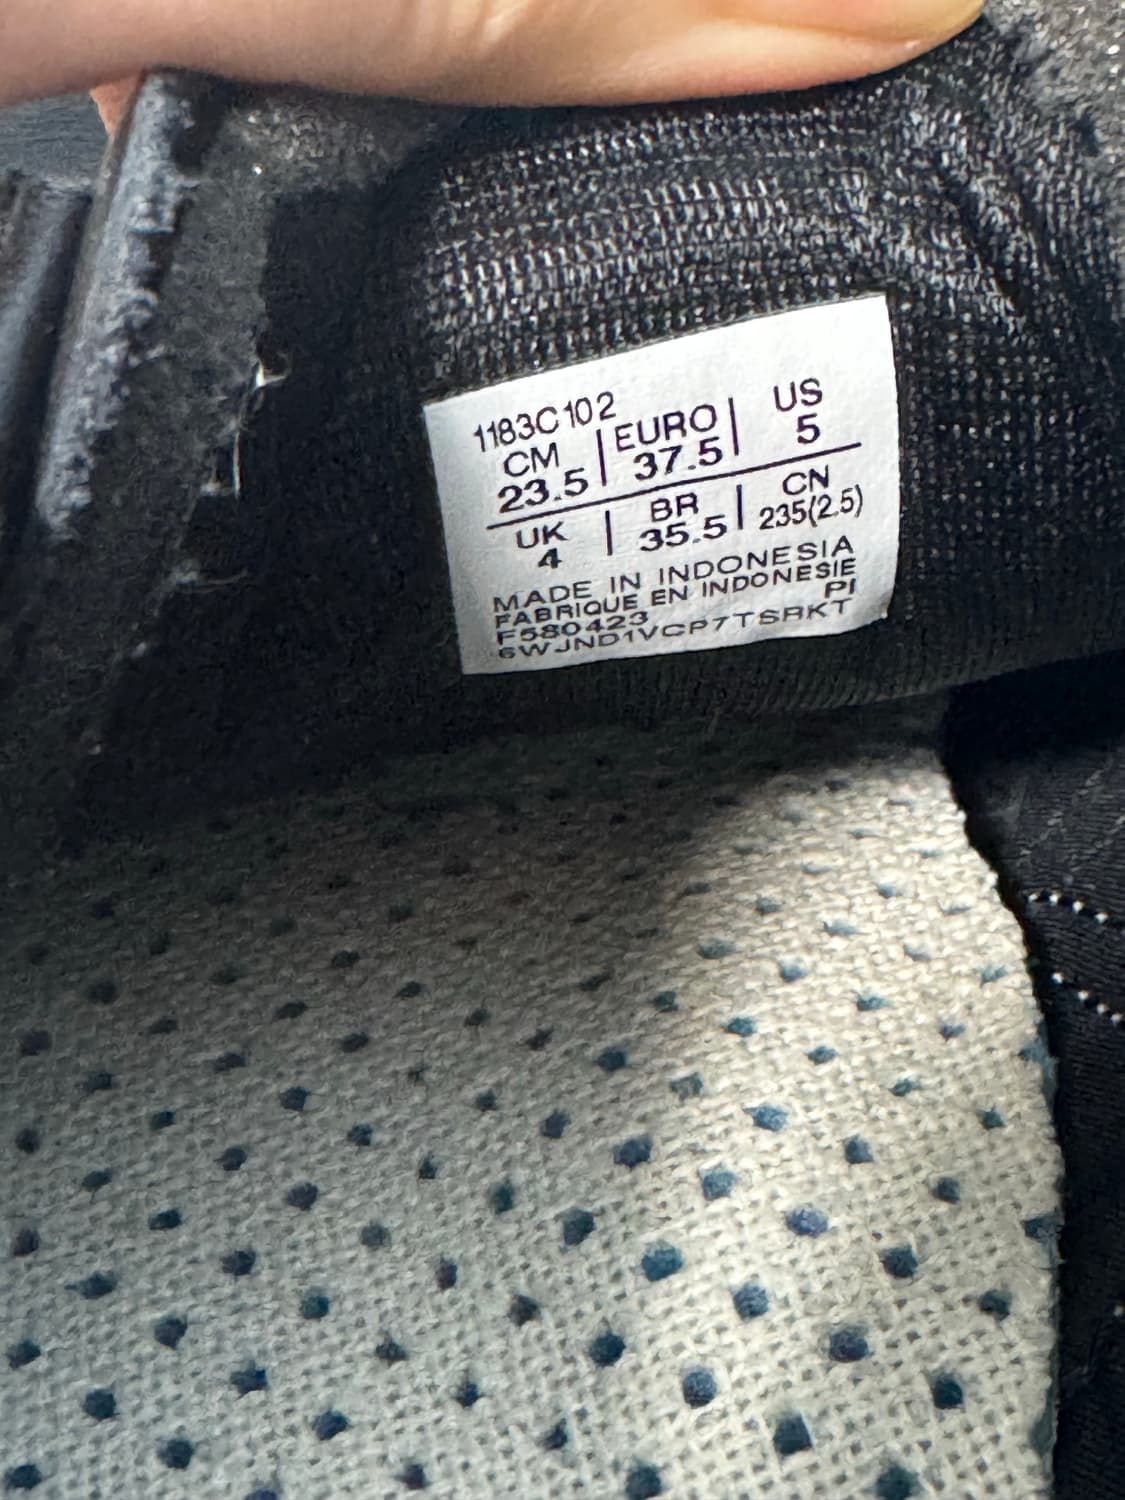 1183C102
CM | EURO | US
23.5 | 37.5 | 5
UK | BR | CN
4 | 35.5 | 235(2.5)
MADE IN INDONESIA
FABRIQUE EN INDONESIE
F580423 PI
6WJND1VCP7TSRKT